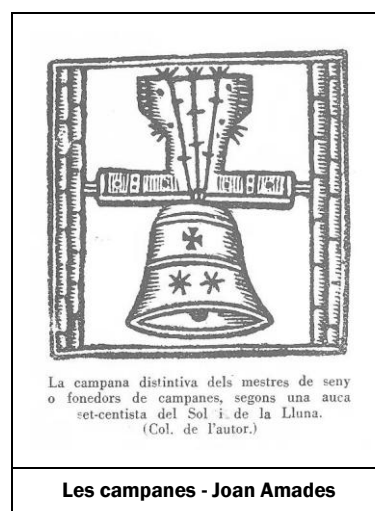 La campana distintiva dels mestres de seny
o fonedors de campanes, segons una auca
set-centista del Sol i de la Lluna.
(Col. de l'autor.)
Les campanes - Joan Amades